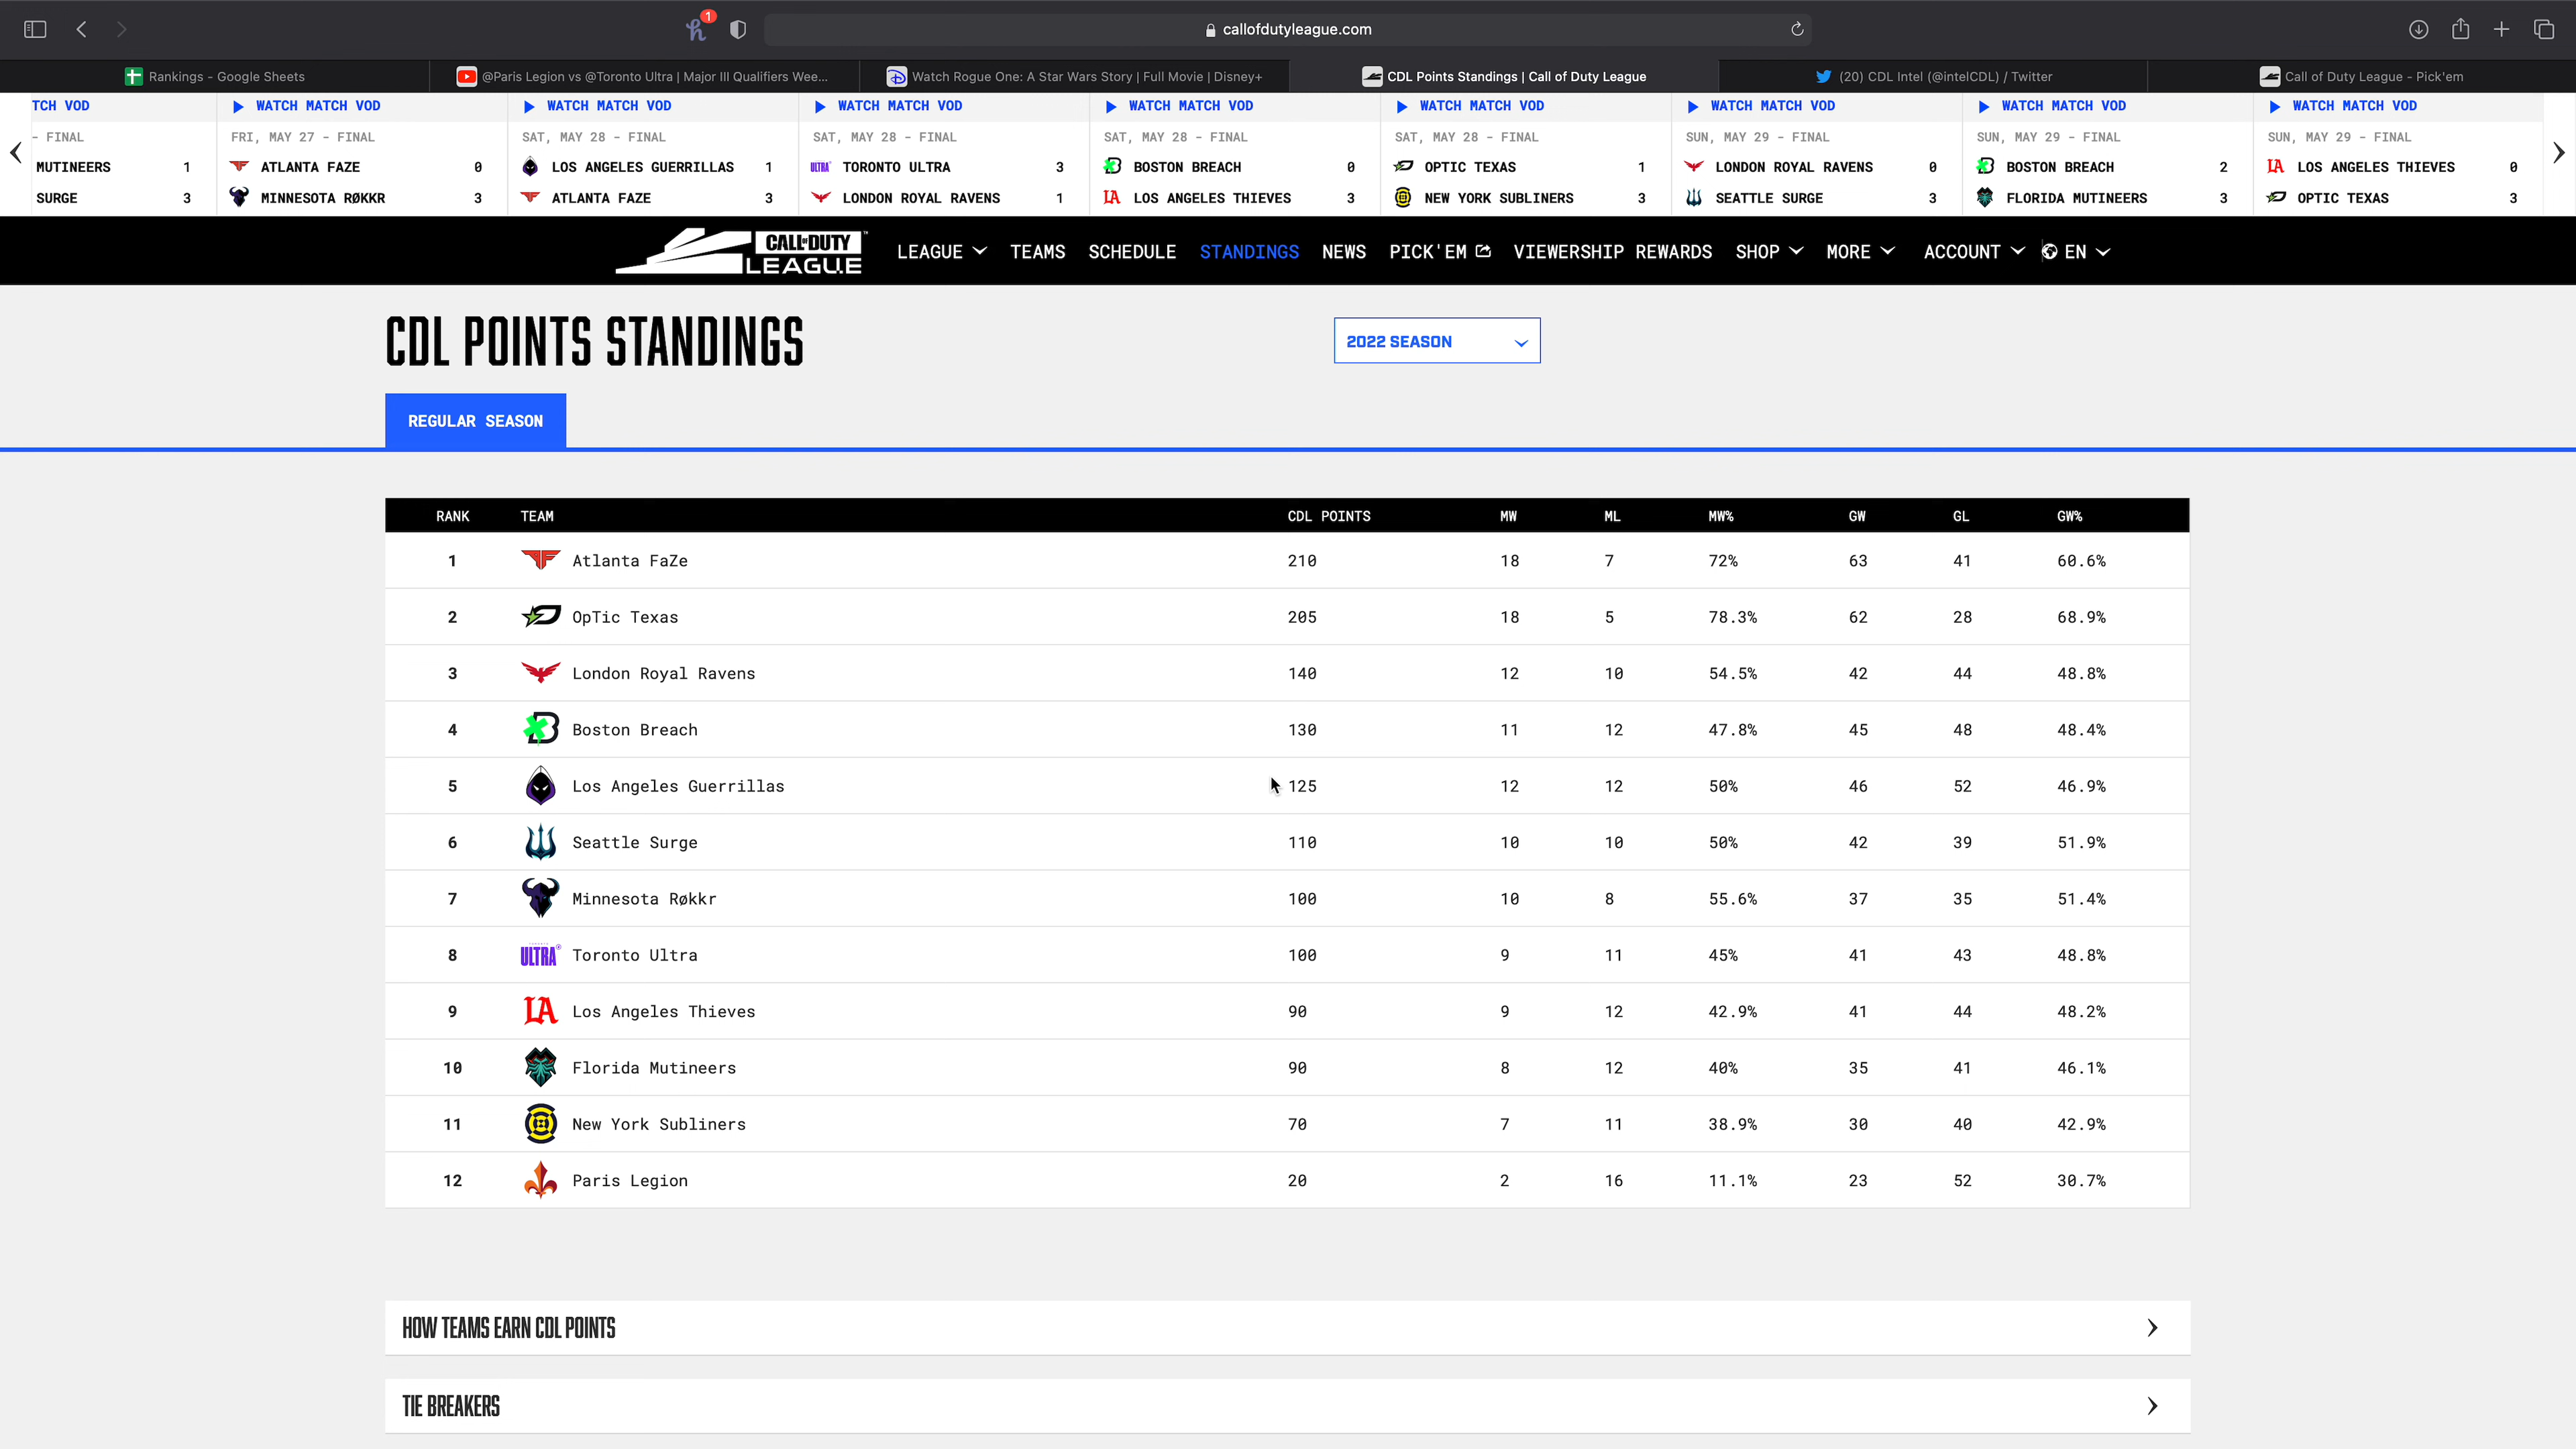 1
callofdutyleague.com
Rankings - Google Sheets
@Paris Legion vs @Toronto Ultra | Major III Qualifiers Wee...
Watch Rogue One: A Star Wars Story | Full Movie | Disney+
CDL Points Standings | Call of Duty League
(20) CDL Intel (@intelCDL) / Twitter
Call of Duty League - Pick'em
TCH VOD
- FINAL
MUTINEERS 1
SURGE 3
WATCH MATCH VOD
FRI, MAY 27 - FINAL
ATLANTA FAZE 0
MINNESOTA RØKKR 3
WATCH MATCH VOD
SAT, MAY 28 - FINAL
LOS ANGELES GUERRILLAS 1
ATLANTA FAZE 3
WATCH MATCH VOD
SAT, MAY 28 - FINAL
ULTRA TORONTO ULTRA 3
LONDON ROYAL RAVENS 1
WATCH MATCH VOD
SAT, MAY 28 - FINAL
BOSTON BREACH 0
LA LOS ANGELES THIEVES 3
WATCH MATCH VOD
SAT, MAY 28 - FINAL
OPTIC TEXAS 1
NEW YORK SUBLINERS 3
WATCH MATCH VOD
SUN, MAY 29 - FINAL
LONDON ROYAL RAVENS 0
SEATTLE SURGE 3
WATCH MATCH VOD
SUN, MAY 29 - FINAL
BOSTON BREACH 2
FLORIDA MUTINEERS 3
WATCH MATCH VOD
SUN, MAY 29 - FINAL
LA LOS ANGELES THIEVES 0
OPTIC TEXAS 3
CALL OF DUTY LEAGUE ™
LEAGUE TEAMS SCHEDULE STANDINGS NEWS PICK'EM VIEWERSHIP REWARDS SHOP MORE ACCOUNT EN
CDL POINTS STANDINGS
2022 SEASON
REGULAR SEASON
RANK TEAM CDL POINTS MW ML MW% GW GL GW%
1 Atlanta FaZe 210 18 7 72% 63 41 60.6%
2 OpTic Texas 205 18 5 78.3% 62 28 68.9%
3 London Royal Ravens 140 12 10 54.5% 42 44 48.8%
4 Boston Breach 130 11 12 47.8% 45 48 48.4%
5 Los Angeles Guerrillas 125 12 12 50% 46 52 46.9%
6 Seattle Surge 110 10 10 50% 42 39 51.9%
7 Minnesota Røkkr 100 10 8 55.6% 37 35 51.4%
8 ULTRA Toronto Ultra 100 9 11 45% 41 43 48.8%
9 LA Los Angeles Thieves 90 9 12 42.9% 41 44 48.2%
10 Florida Mutineers 90 8 12 40% 35 41 46.1%
11 New York Subliners 70 7 11 38.9% 30 40 42.9%
12 Paris Legion 20 2 16 11.1% 23 52 30.7%
HOW TEAMS EARN CDL POINTS
TIE BREAKERS